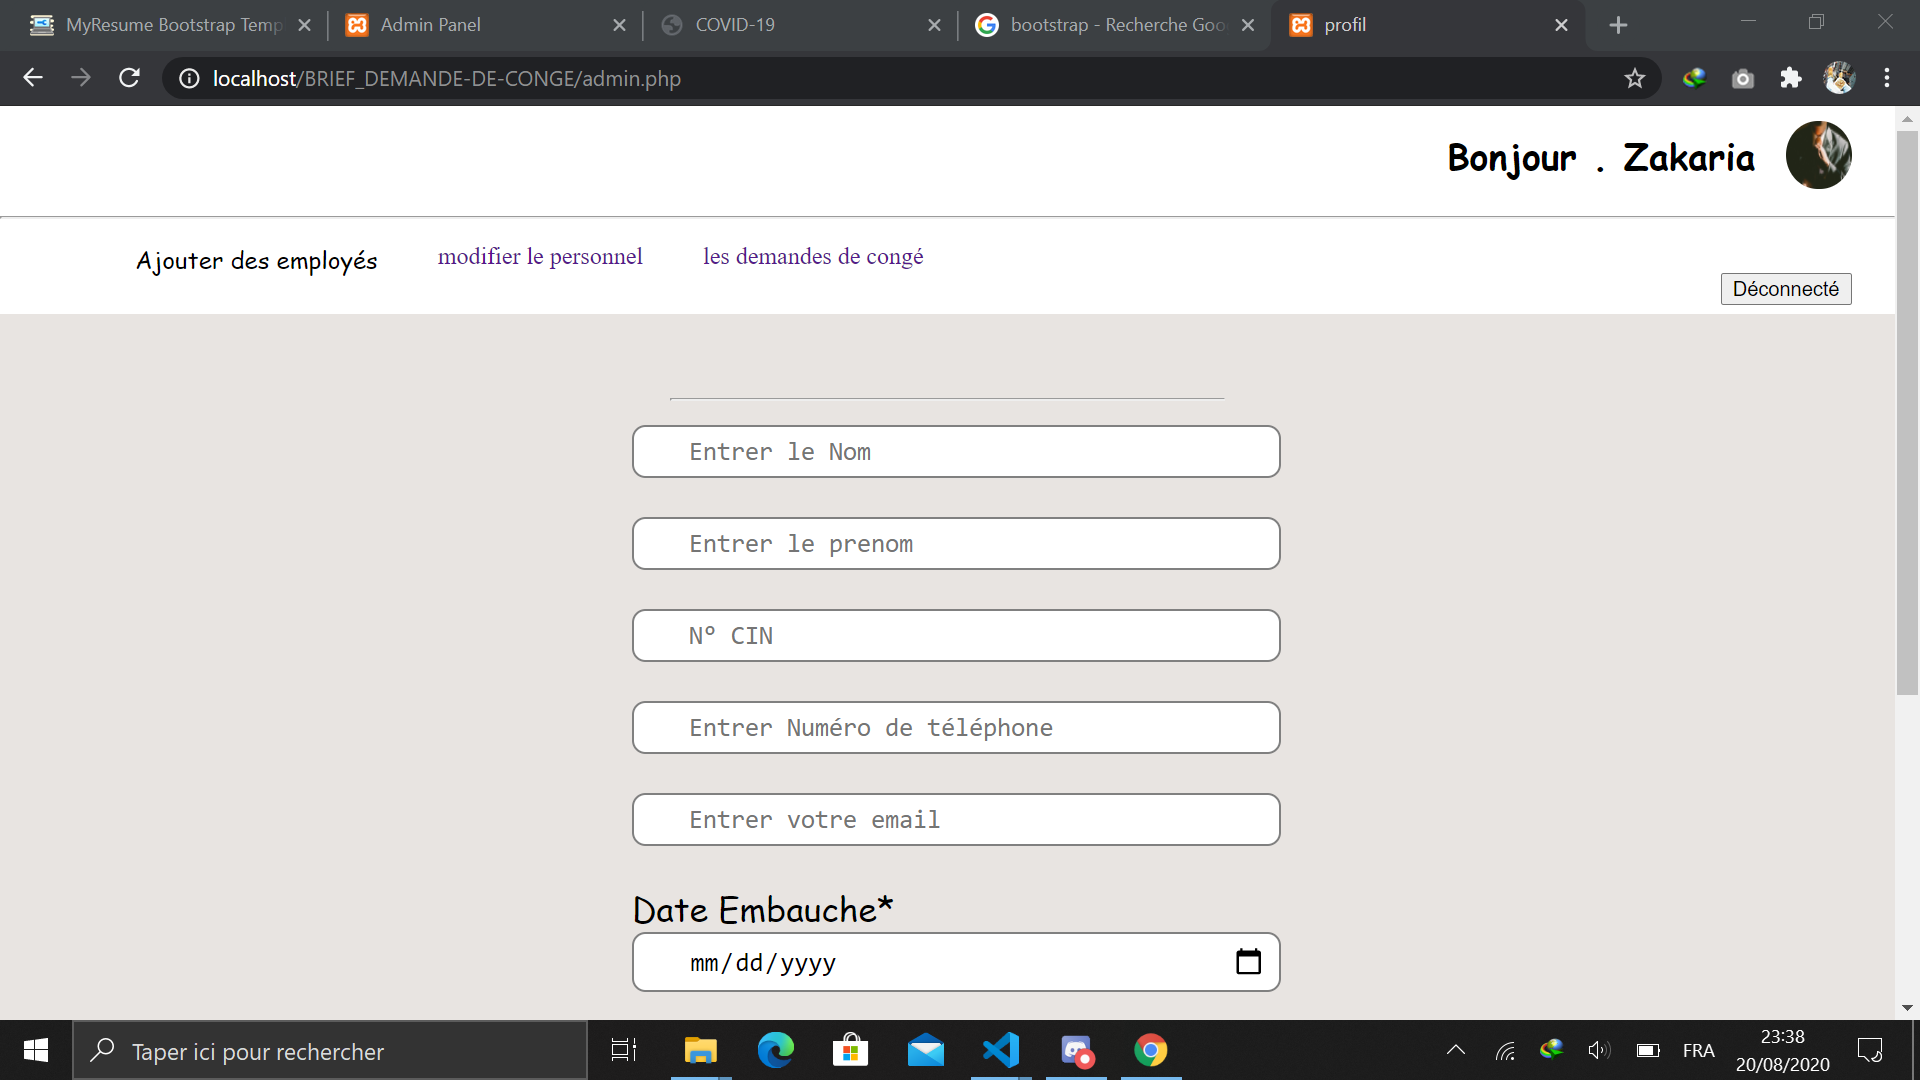 MyResume Bootstrap Temp
Admin Panel
COVID-19
bootstrap - Recherche Goo
profil
localhost/BRIEF_DEMANDE-DE-CONGE/admin.php
Bonjour . Zakaria
Ajouter des employés
modifier le personnel
les demandes de congé
Déconnecté
Entrer le Nom
Entrer le prenom
N° CIN
Entrer Numéro de téléphone
Entrer votre email
Date Embauche*
mm/dd/yyyy
Taper ici pour rechercher
FRA
23:38
20/08/2020